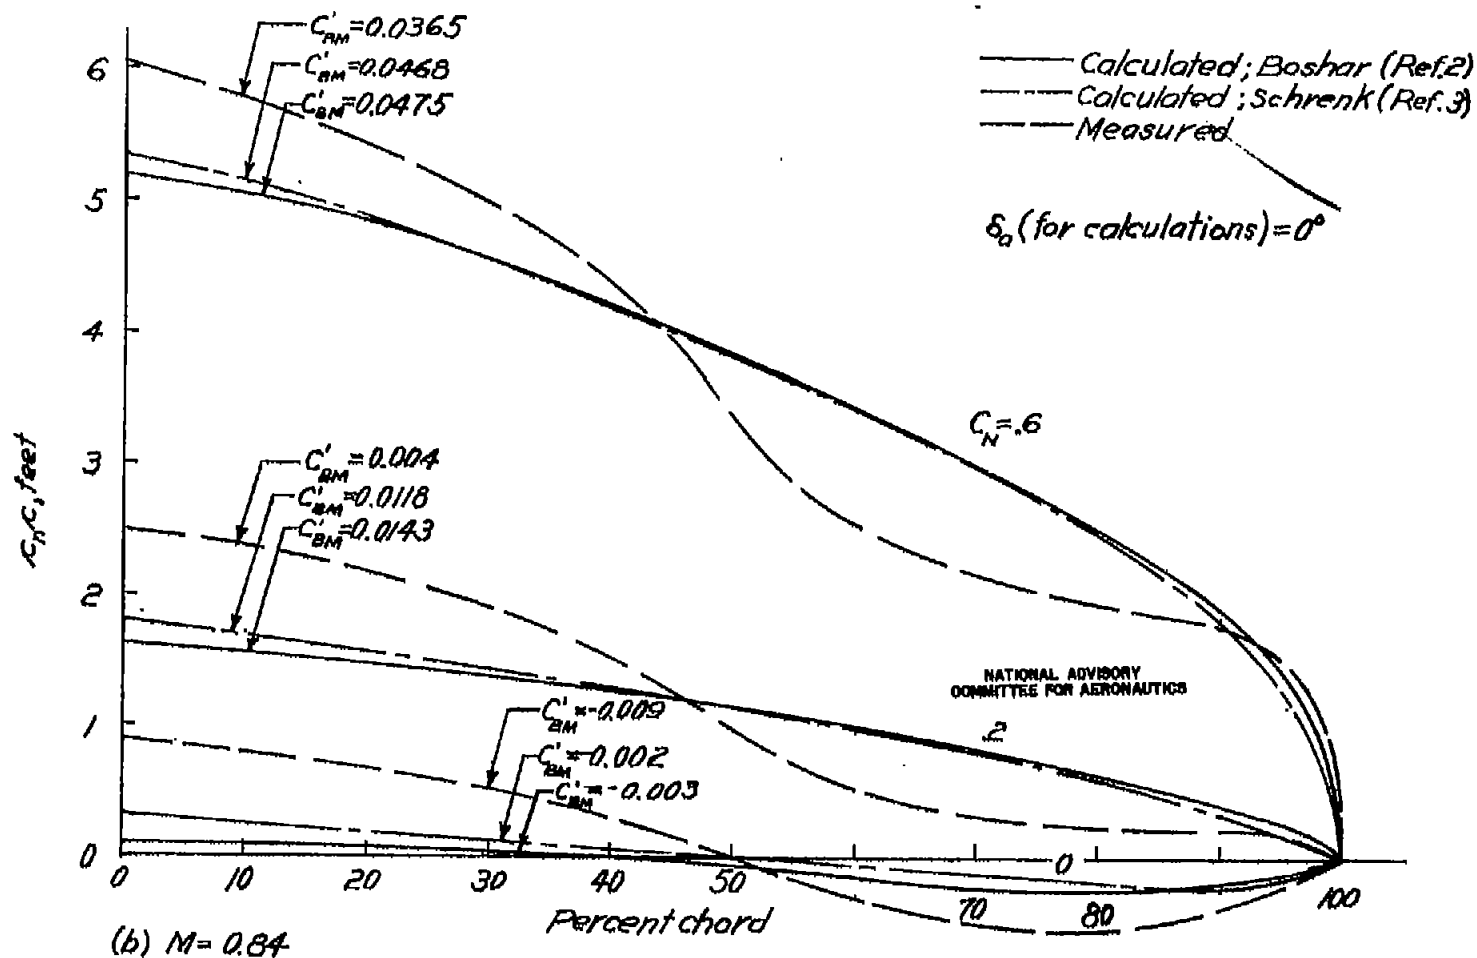 C'BM=0.0365
C'BM=0.0468
C'BM=0.0475
Calculated; Boshar (Ref.2)
Calculated; Schrenk (Ref.3)
Measured
δa (for calculations)=0°
6
5
4
3
2
1
0
cnc, feet
CN=.6
C'BM=0.004
C'BM=0.0118
C'BM=0.0143
NATIONAL ADVISORY
COMMITTEE FOR AERONAUTICS
.2
C'BM=-0.009
C'BM=-0.002
C'BM=-0.003
0
0 10 20 30 40 50 70 80 100
Percent chord
(b) M= 0.84